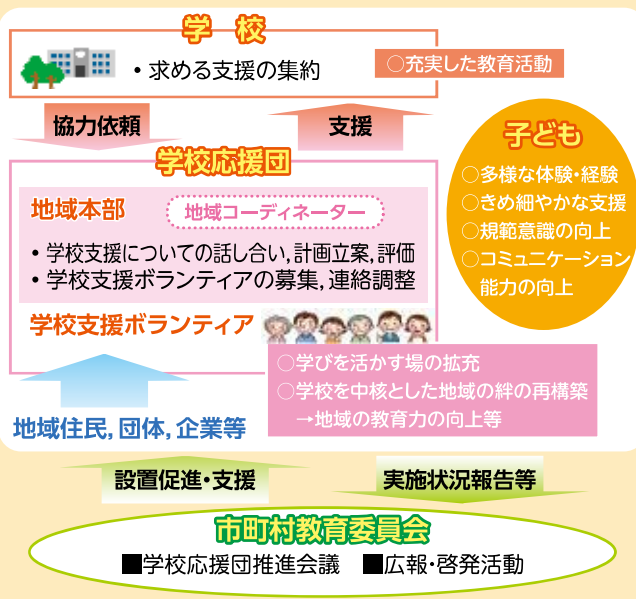 学 校
・求める支援の集約
○充実した教育活動
協力依頼
支援
子ども
○多様な体験・経験
○きめ細やかな支援
○規範意識の向上
○コミュニケーション
能力の向上
学校応援団
地域本部
地域コーディネーター
・学校支援についての話し合い，計画立案，評価
・学校支援ボランティアの募集，連絡調整
学校支援ボランティア
○学びを活かす場の拡充
○学校を中核とした地域の絆の再構築
→地域の教育力の向上等
地域住民，団体，企業等
設置促進・支援
実施状況報告等
市町村教育委員会
■学校応援団推進会議 ■広報・啓発活動